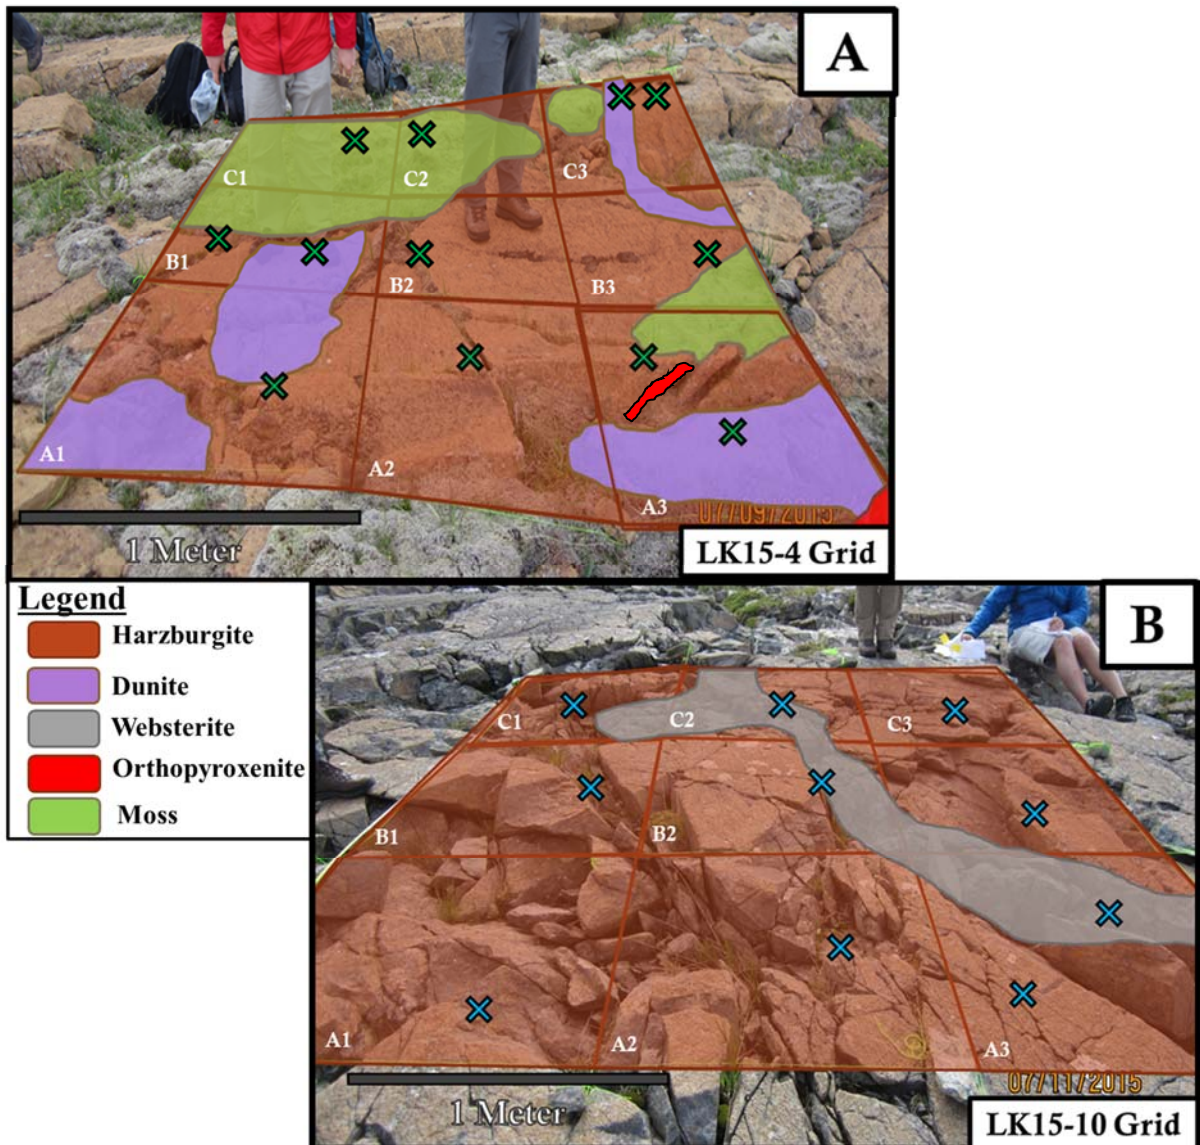 A
C1
C2
C3
B1
B2
B3
A1
A2
A3
07/09/2015
1 Meter
LK15-4 Grid
Legend
Harzburgite
Dunite
Websterite
Orthopyroxenite
Moss
B
C1
C2
C3
B1
B2
A1
A2
A3
07/11/2015
1 Meter
LK15-10 Grid